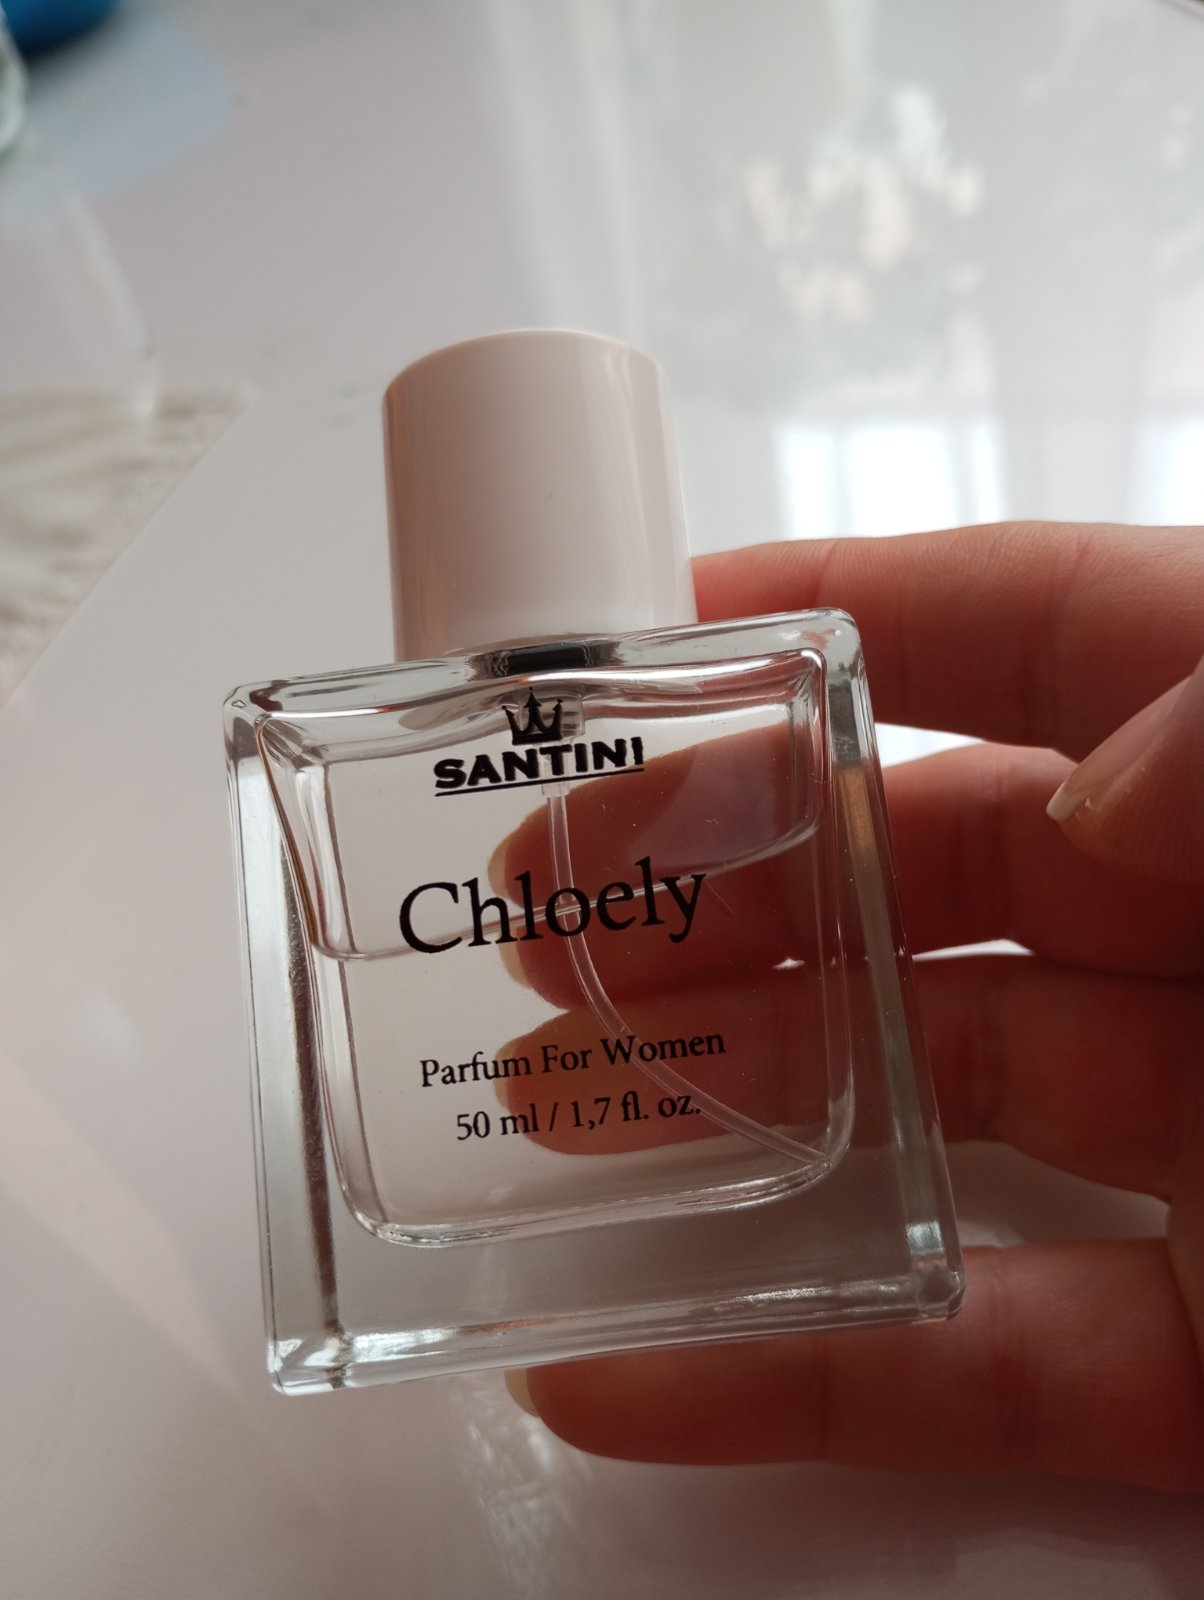 SANTINI
Chloely
Parfum For Women
50 ml / 1,7 fl. oz.